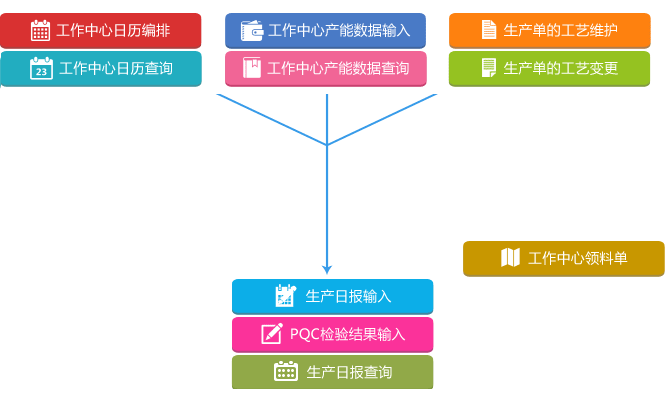 工作中心日历编排
工作中心产能数据输入
生产单的工艺维护
23
工作中心日历查询
工作中心产能数据查询
生产单的工艺变更
工作中心领料单
生产日报输入
PQC检验结果输入
生产日报查询